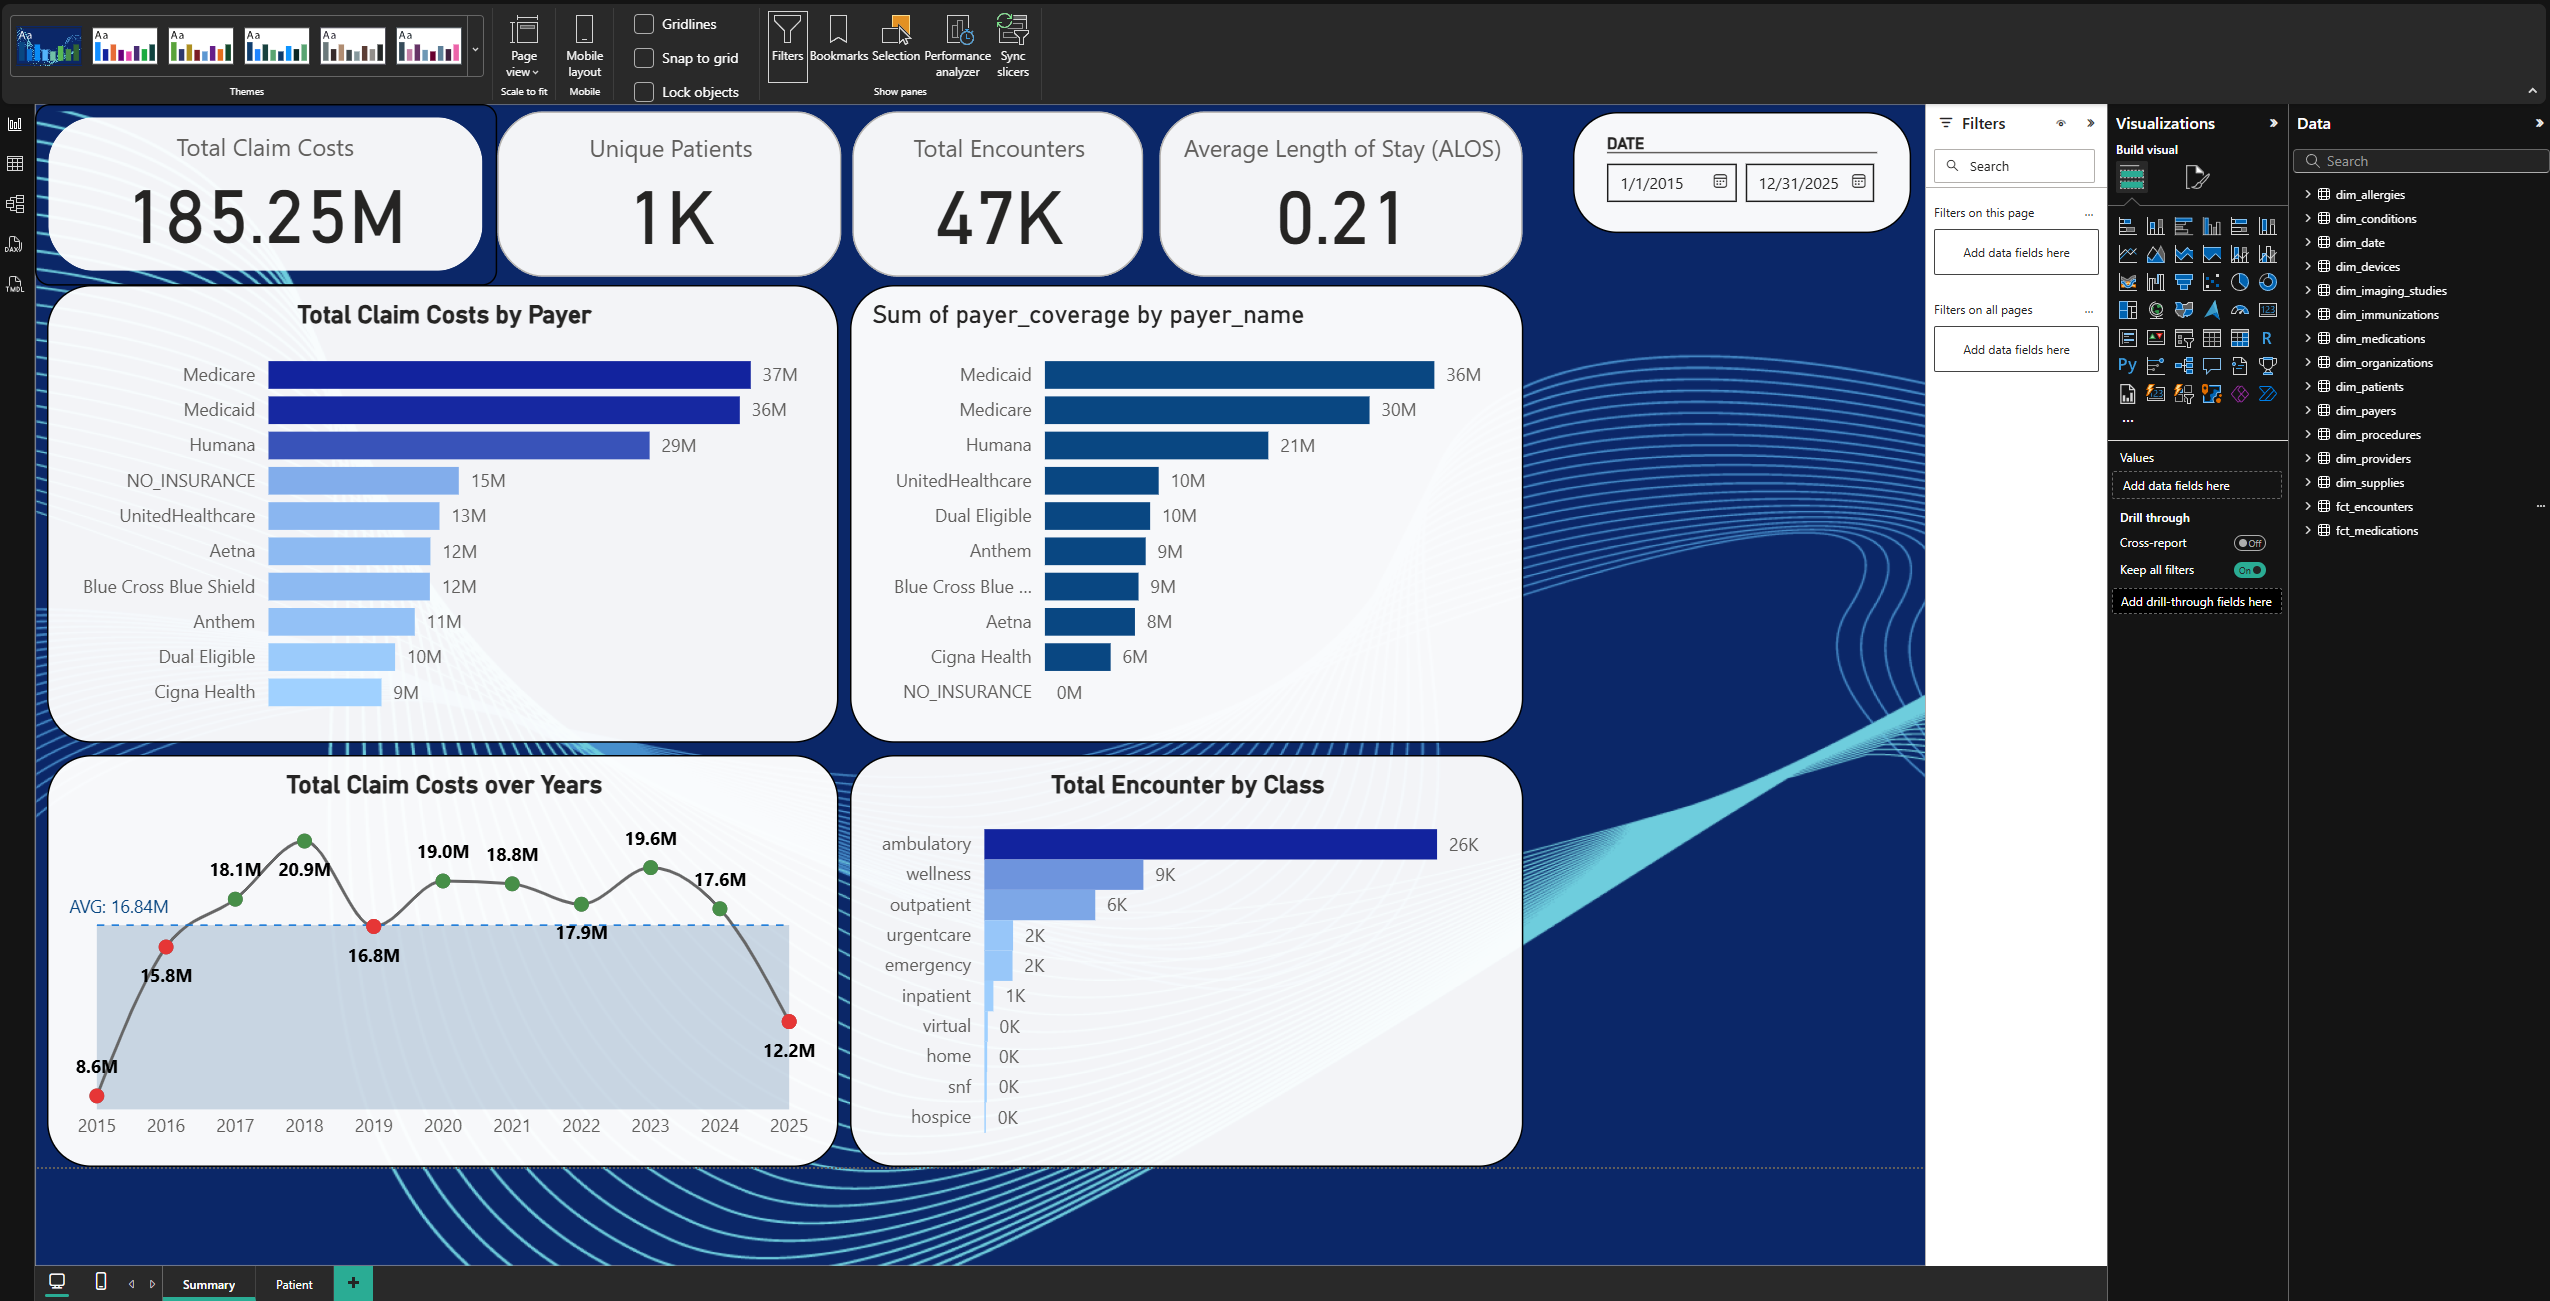 Aa
Aa
Aa
Aa
Aa
Aa
Themes
Page
view
Scale to fit
Mobile
layout
Mobile
Gridlines
Snap to grid
Lock objects
Filters
Bookmarks
Selection
Performance
analyzer
Sync
slicers
Show panes
DAX
TMDL
Total Claim Costs
185.25M
Unique Patients
1K
Total Encounters
47K
Average Length of Stay (ALOS)
0.21
DATE
1/1/2015
12/31/2025
Total Claim Costs by Payer
Medicare 37M
Medicaid 36M
Humana 29M
NO_INSURANCE 15M
UnitedHealthcare 13M
Aetna 12M
Blue Cross Blue Shield 12M
Anthem 11M
Dual Eligible 10M
Cigna Health 9M
Sum of payer_coverage by payer_name
Medicaid 36M
Medicare 30M
Humana 21M
UnitedHealthcare 10M
Dual Eligible 10M
Anthem 9M
Blue Cross Blue ... 9M
Aetna 8M
Cigna Health 6M
NO_INSURANCE 0M
Total Claim Costs over Years
AVG: 16.84M
8.6M
15.8M
18.1M
20.9M
16.8M
19.0M
18.8M
17.9M
19.6M
17.6M
12.2M
2015 2016 2017 2018 2019 2020 2021 2022 2023 2024 2025
Total Encounter by Class
ambulatory 26K
wellness 9K
outpatient 6K
urgentcare 2K
emergency 2K
inpatient 1K
virtual 0K
home 0K
snf 0K
hospice 0K
Filters
Search
Filters on this page ...
Add data fields here
Filters on all pages ...
Add data fields here
Visualizations
Build visual
123
R
Py
123
...
Values
Add data fields here
Drill through
Cross-report Off
Keep all filters On
Add drill-through fields here
Data
Search
dim_allergies
dim_conditions
dim_date
dim_devices
dim_imaging_studies
dim_immunizations
dim_medications
dim_organizations
dim_patients
dim_payers
dim_procedures
dim_providers
dim_supplies
fct_encounters ...
fct_medications
Summary
Patient
+